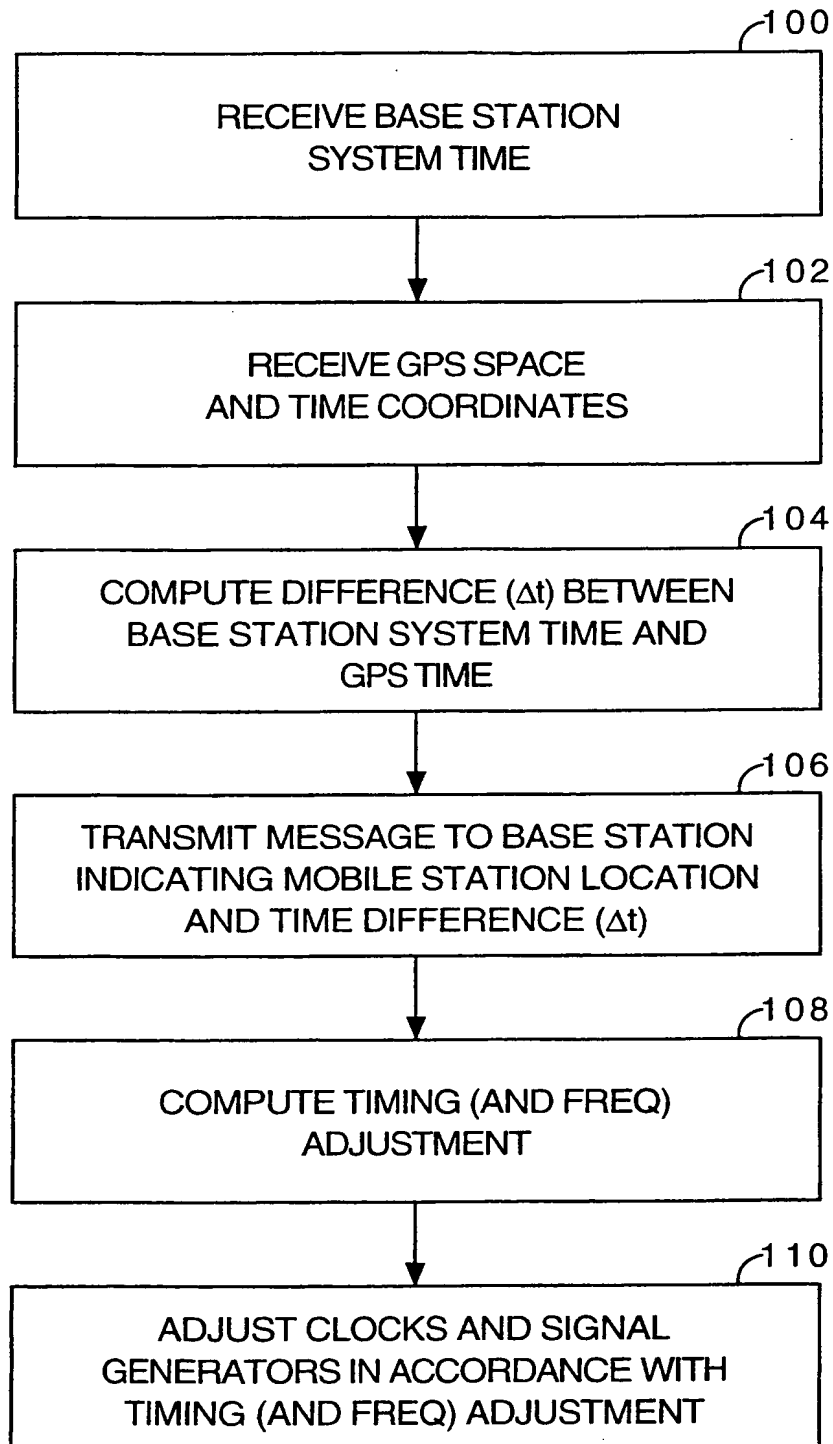 100
RECEIVE BASE STATION
SYSTEM TIME
102
RECEIVE GPS SPACE
AND TIME COORDINATES
104
COMPUTE DIFFERENCE (Δt) BETWEEN
BASE STATION SYSTEM TIME AND
GPS TIME
106
TRANSMIT MESSAGE TO BASE STATION
INDICATING MOBILE STATION LOCATION
AND TIME DIFFERENCE (Δt)
108
COMPUTE TIMING (AND FREQ)
ADJUSTMENT
110
ADJUST CLOCKS AND SIGNAL
GENERATORS IN ACCORDANCE WITH
TIMING (AND FREQ) ADJUSTMENT